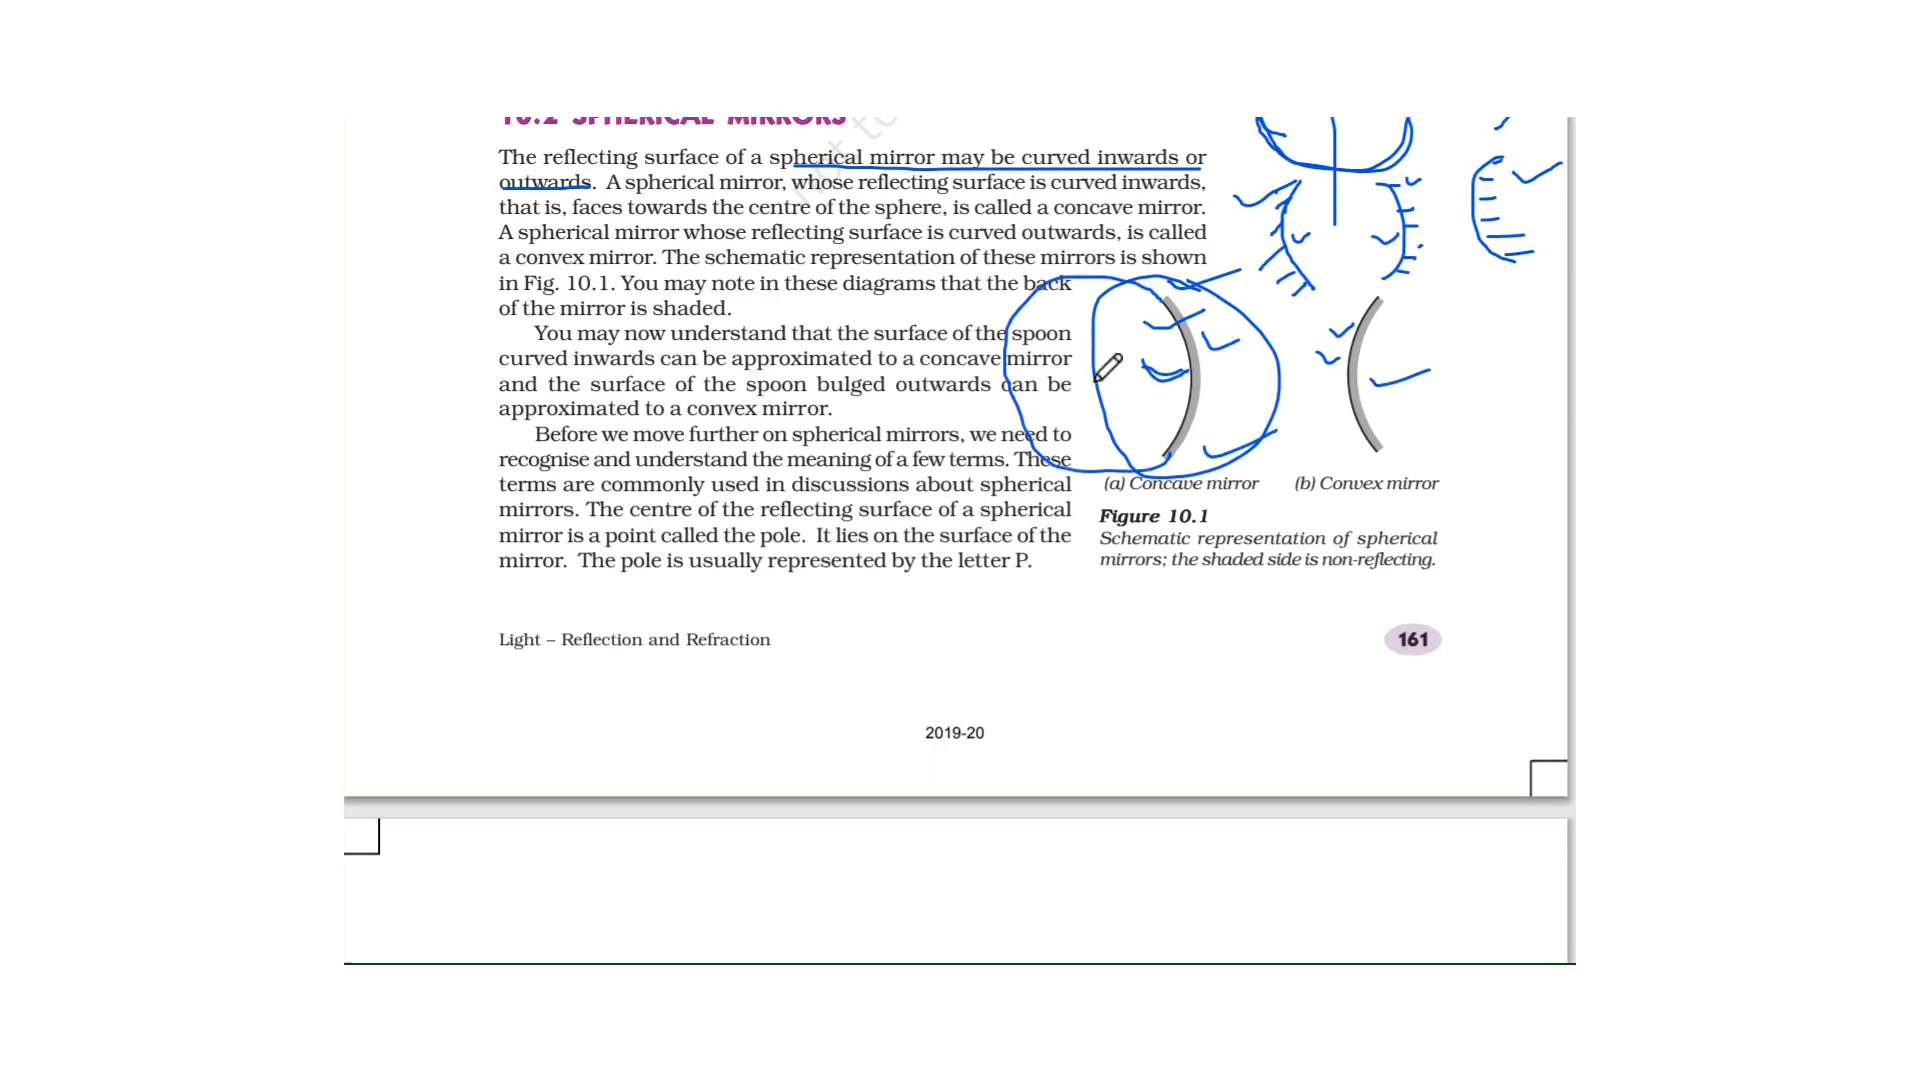 10.2 SPHERICAL MIRRORS
not to
The reflecting surface of a spherical mirror may be curved inwards or
outwards. A spherical mirror, whose reflecting surface is curved inwards,
that is, faces towards the centre of the sphere, is called a concave mirror.
A spherical mirror whose reflecting surface is curved outwards, is called
a convex mirror. The schematic representation of these mirrors is shown
in Fig. 10.1. You may note in these diagrams that the back
of the mirror is shaded.
You may now understand that the surface of the spoon
curved inwards can be approximated to a concave mirror
and the surface of the spoon bulged outwards can be
approximated to a convex mirror.
Before we move further on spherical mirrors, we need to
recognise and understand the meaning of a few terms. These
terms are commonly used in discussions about spherical
mirrors. The centre of the reflecting surface of a spherical
mirror is a point called the pole. It lies on the surface of the
mirror. The pole is usually represented by the letter P.
(a) Concave mirror (b) Convex mirror
Figure 10.1
Schematic representation of spherical
mirrors; the shaded side is non-reflecting.
Light – Reflection and Refraction
161
2019-20